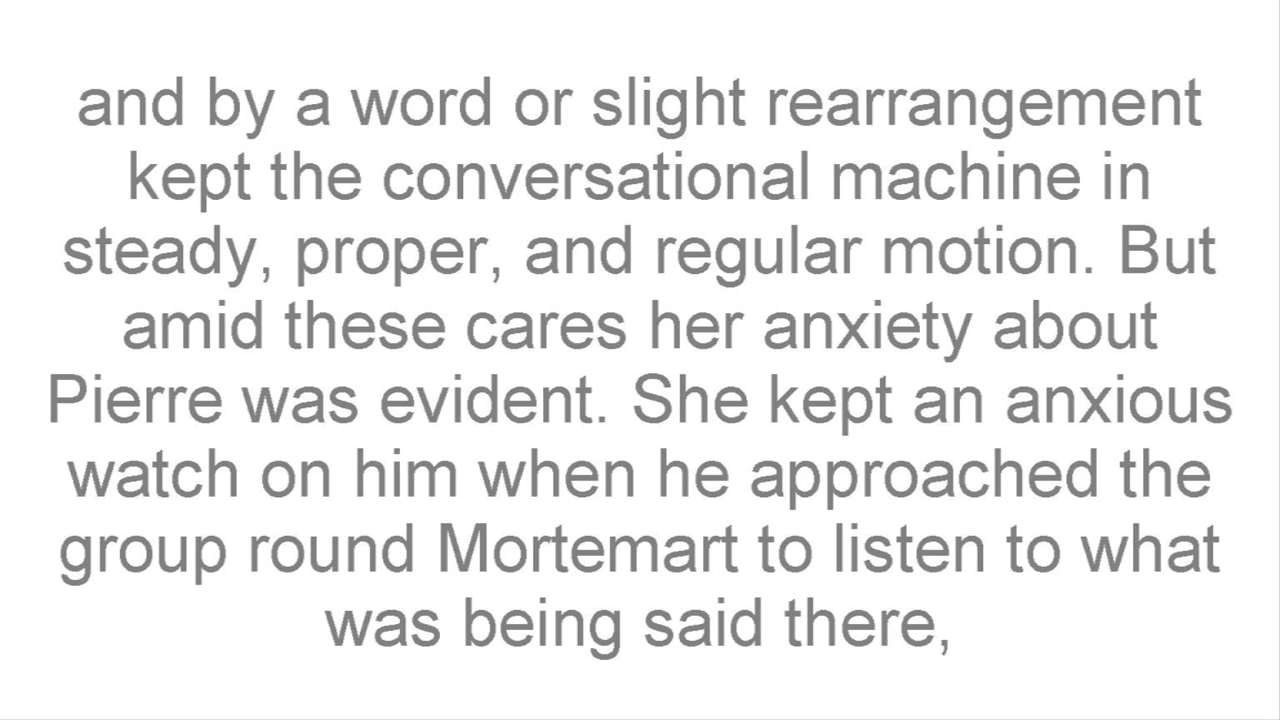 and by a word or slight rearrangement
kept the conversational machine in
steady, proper, and regular motion. But
amid these cares her anxiety about
Pierre was evident. She kept an anxious
watch on him when he approached the
group round Mortemart to listen to what
was being said there,